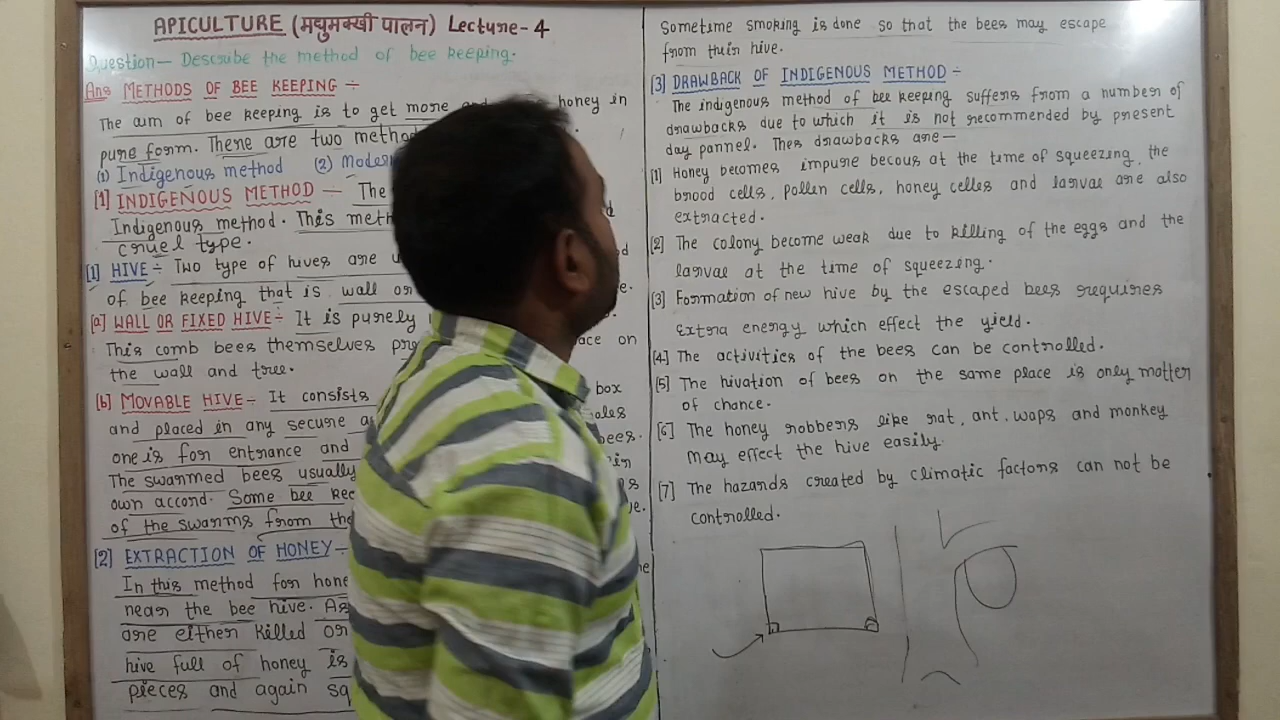 APICULTURE (मधुमक्खी पालन) Lecture-4
Question- Describe the method of bee keeping.
Ans METHODS OF BEE KEEPING ÷
The aim of bee keeping is to get more honey in
pure form. There are two method
(1) Indigenous method (2) Moder
[1] INDIGENOUS METHOD — The
Indigenous method. This meth
cruel type.
[1] HIVE ÷ Two type of hives are
of bee keeping that is wall or
[a] WALL OR FIXED HIVE ÷ It is purely
This comb bees themselves pr ace on
the wall and tree.
[b] MOVABLE HIVE ÷ It consists box
and placed in any secure
one is for entrance and bees.
The swarmed bees usually in
own accord. Some bee kee
of the swarms from the
[2] EXTRACTION OF HONEY ÷
In this method for hone
near the bee hive. As
are either killed or
hive full of honey is
pieces and again sq
Sometime smoking is done so that the bees may escape
from their hive.
[3] DRAWBACK OF INDIGENOUS METHOD ÷
The indigenous method of bee keeping suffers from a number of
drawbacks due to which it is not recommended by present
day pannel. Thes drawbacks are—
[1] Honey becomes impure becous at the time of squeezing, the
brood cells, pollen cells, honey celles and larvae are also
extracted.
[2] The colony become weak due to killing of the eggs and the
larvae at the time of squeezing.
[3] Formation of new hive by the escaped bees srequires
Extra energy which effect the yield.
[4] The activities of the bees can be controlled.
[5] The hivation of bees on the same place is only matter
of chance.
[6] The honey robbers like rat, ant, waps and monkey
may effect the hive easily.
[7] The hazards created by climatic factors can not be
controlled.